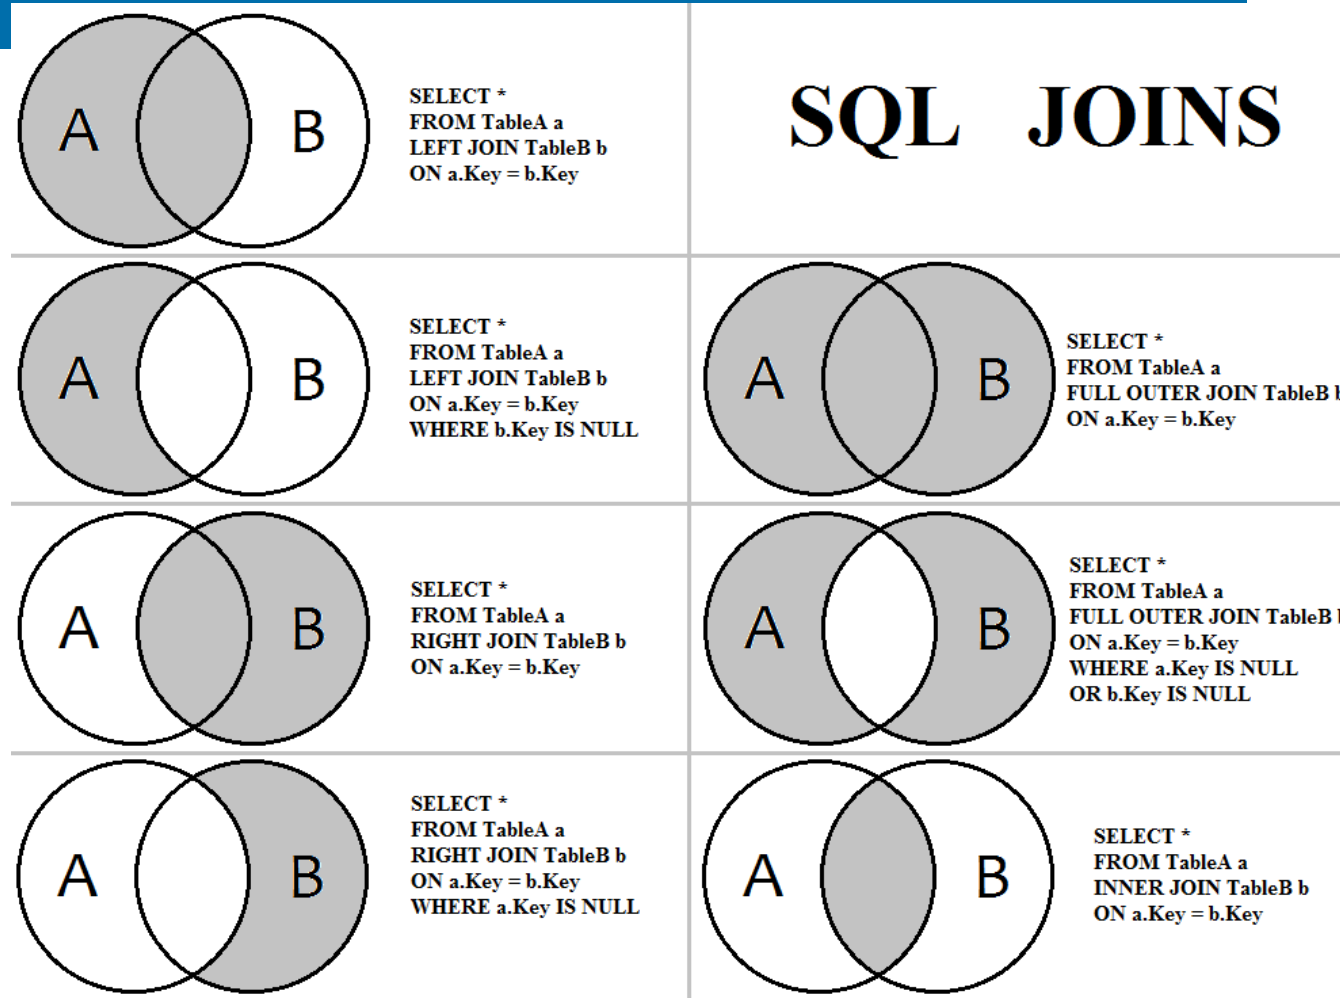 A
B
SELECT *
FROM TableA a
LEFT JOIN TableB b
ON a.Key = b.Key
SQL JOINS
A
B
SELECT *
FROM TableA a
LEFT JOIN TableB b
ON a.Key = b.Key
WHERE b.Key IS NULL
A
B
SELECT *
FROM TableA a
FULL OUTER JOIN TableB b
ON a.Key = b.Key
A
B
SELECT *
FROM TableA a
RIGHT JOIN TableB b
ON a.Key = b.Key
A
B
SELECT *
FROM TableA a
FULL OUTER JOIN TableB b
ON a.Key = b.Key
WHERE a.Key IS NULL
OR b.Key IS NULL
A
B
SELECT *
FROM TableA a
RIGHT JOIN TableB b
ON a.Key = b.Key
WHERE a.Key IS NULL
A
B
SELECT *
FROM TableA a
INNER JOIN TableB b
ON a.Key = b.Key